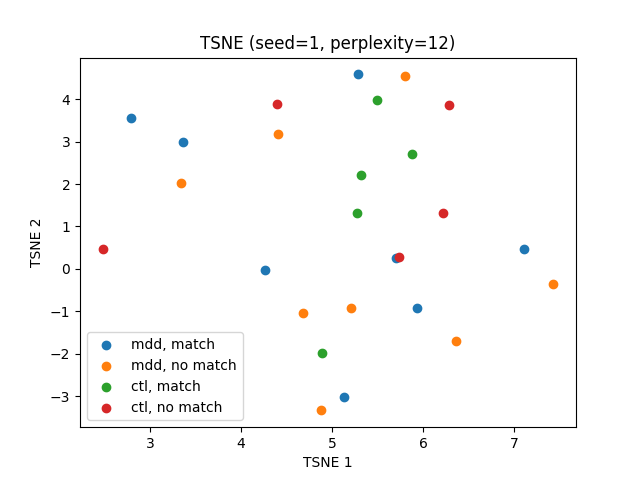 TSNE (seed=1, perplexity=12)
TSNE 2
4
3
2
1
0
−1
−2
−3
mdd, match
mdd, no match
ctl, match
ctl, no match
3 4 5 6 7
TSNE 1